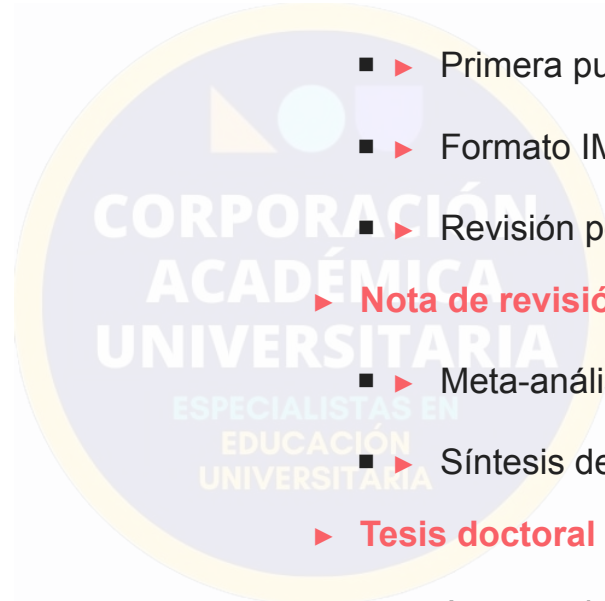 Primera pu
Formato IM
Revisión p
Nota de revisió
Meta-anál
Síntesis de
Tesis doctoral
CORPORACIÓN
ACADÉMICA
UNIVERSITARIA
ESPECIALISTAS EN
EDUCACIÓN
UNIVERSITARIA